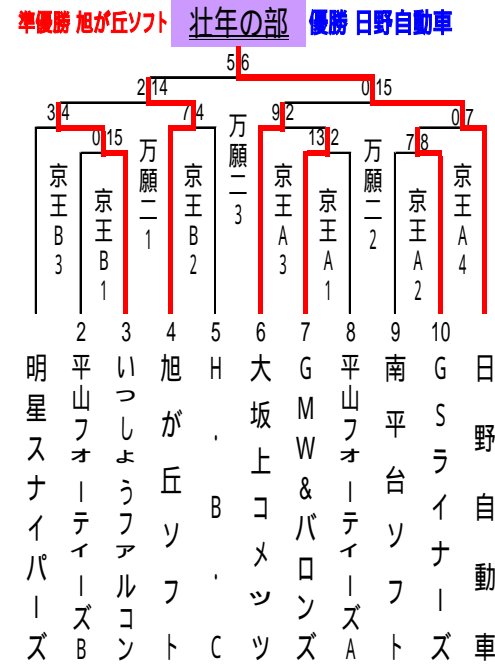 準優勝 旭が丘ソフト 壮年の部 優勝 日野自動車
5 6
2 14 0 15
3 4 7 4 9 2 0 7
0 15 13 2 7 8
万願二3
万願二1
万願二2
京王B3
京王B1
京王B2
京王A3
京王A1
京王A2
京王A4
2 3 4 5 6 7 8 9 10
明星スナイパーズ
平山フオーティーズB
いつしようフアルコン
旭が丘ソフト
H.B.C
大坂上コメッツ
GMW&バロンズ
平山フオーティーズA
南平台ソフト
GSライナーズ
日野自動車